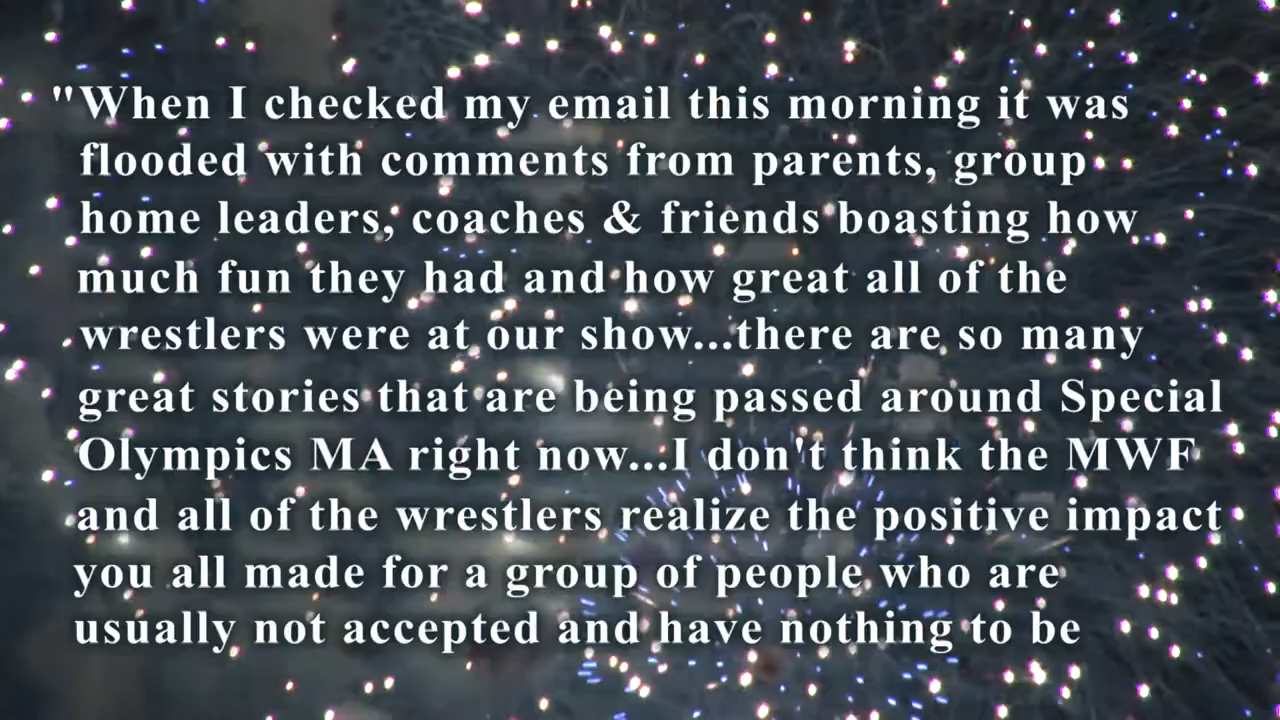 "When I checked my email this morning it was
flooded with comments from parents, group
home leaders, coaches & friends boasting how
much fun they had and how great all of the
wrestlers were at our show...there are so many
great stories that are being passed around Special
Olympics MA right now...I don't think the MWF
and all of the wrestlers realize the positive impact
you all made for a group of people who are
usually not accepted and have nothing to be